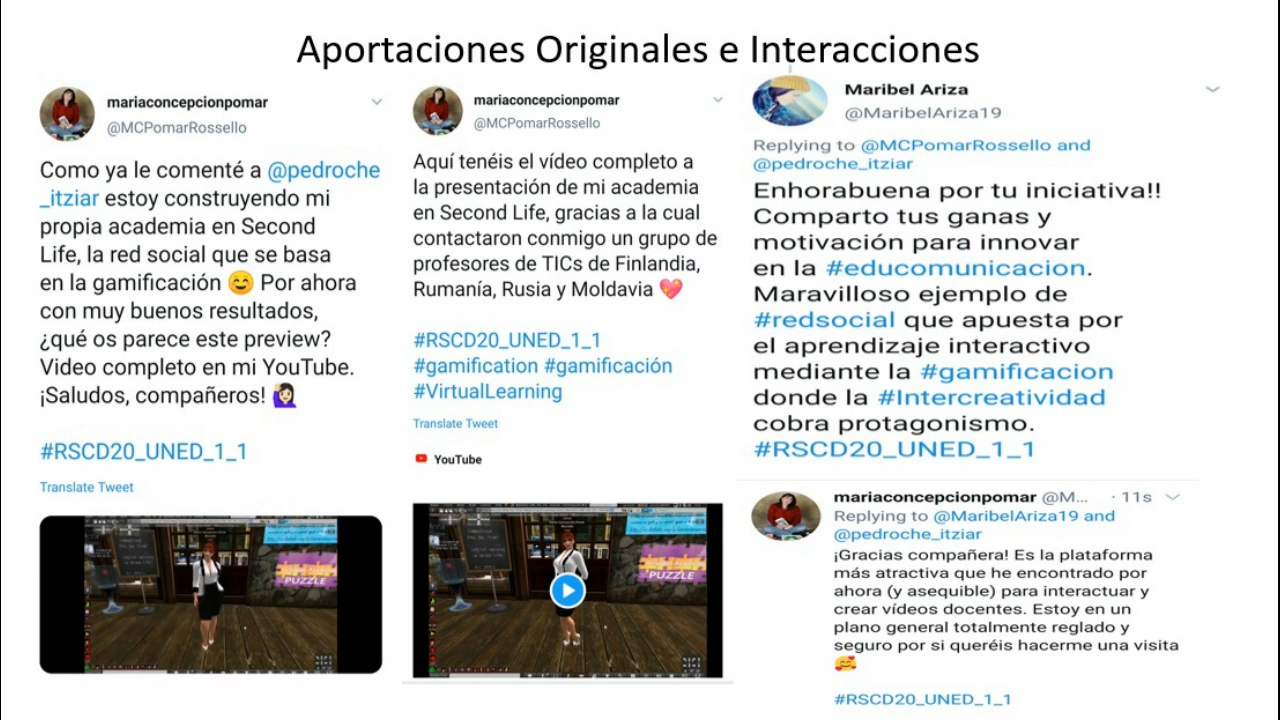 Aportaciones Originales e Interacciones
mariaconcepcionpomar
@MCPomarRossello
Como ya le comenté a @pedroche
_itziar estoy construyendo mi
propia academia en Second
Life, la red social que se basa
en la gamificación 😊 Por ahora
con muy buenos resultados,
¿qué os parece este preview?
Video completo en mi YouTube.
¡Saludos, compañeros! 🙋🏻‍♀️
#RSCD20_UNED_1_1
Translate Tweet
PUZZLE
mariaconcepcionpomar
@MCPomarRossello
Aquí tenéis el vídeo completo a
la presentación de mi academia
en Second Life, gracias a la cual
contactaron conmigo un grupo de
profesores de TICs de Finlandia,
Rumanía, Rusia y Moldavia 💖
#RSCD20_UNED_1_1
#gamification #gamificación
#VirtualLearning
Translate Tweet
YouTube
PUZZLE
Maribel Ariza
@MaribelAriza19
Replying to @MCPomarRossello and
@pedroche_itziar
Enhorabuena por tu iniciativa!!
Comparto tus ganas y
motivación para innovar
en la #educomunicacion.
Maravilloso ejemplo de
#redsocial que apuesta por
el aprendizaje interactivo
mediante la #gamificacion
donde la #Intercreatividad
cobra protagonismo.
#RSCD20_UNED_1_1
mariaconcepcionpomar @M... · 11s
Replying to @MaribelAriza19 and
@pedroche_itziar
¡Gracias compañera! Es la plataforma
más atractiva que he encontrado por
ahora (y asequible) para interactuar y
crear vídeos docentes. Estoy en un
plano general totalmente reglado y
seguro por si queréis hacerme una visita
🥰
#RSCD20_UNED_1_1